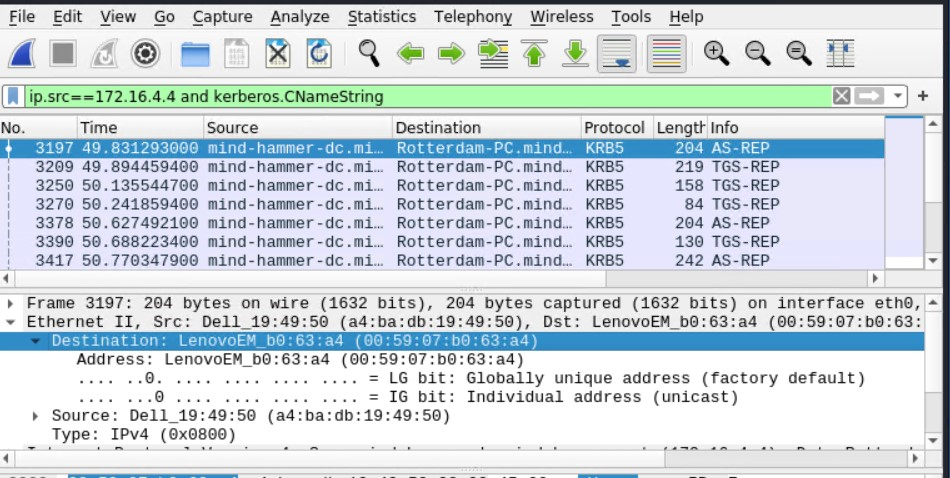 File Edit View Go Capture Analyze Statistics Telephony Wireless Tools Help
ip.src==172.16.4.4 and kerberos.CNameString
No. Time Source Destination Protocol Length Info
3197 49.831293000 mind-hammer-dc.mi… Rotterdam-PC.mind… KRB5 204 AS-REP
3209 49.894459400 mind-hammer-dc.mi… Rotterdam-PC.mind… KRB5 219 TGS-REP
3250 50.135544700 mind-hammer-dc.mi… Rotterdam-PC.mind… KRB5 158 TGS-REP
3270 50.241859400 mind-hammer-dc.mi… Rotterdam-PC.mind… KRB5 84 TGS-REP
3378 50.627492100 mind-hammer-dc.mi… Rotterdam-PC.mind… KRB5 204 AS-REP
3390 50.688223400 mind-hammer-dc.mi… Rotterdam-PC.mind… KRB5 130 TGS-REP
3417 50.770347900 mind-hammer-dc.mi… Rotterdam-PC.mind… KRB5 242 AS-REP
Frame 3197: 204 bytes on wire (1632 bits), 204 bytes captured (1632 bits) on interface eth0,
Ethernet II, Src: Dell_19:49:50 (a4:ba:db:19:49:50), Dst: LenovoEM_b0:63:a4 (00:59:07:b0:63:
Destination: LenovoEM_b0:63:a4 (00:59:07:b0:63:a4)
Address: LenovoEM_b0:63:a4 (00:59:07:b0:63:a4)
.... ..0. .... .... .... .... = LG bit: Globally unique address (factory default)
.... ...0 .... .... .... .... = IG bit: Individual address (unicast)
Source: Dell_19:49:50 (a4:ba:db:19:49:50)
Type: IPv4 (0x0800)